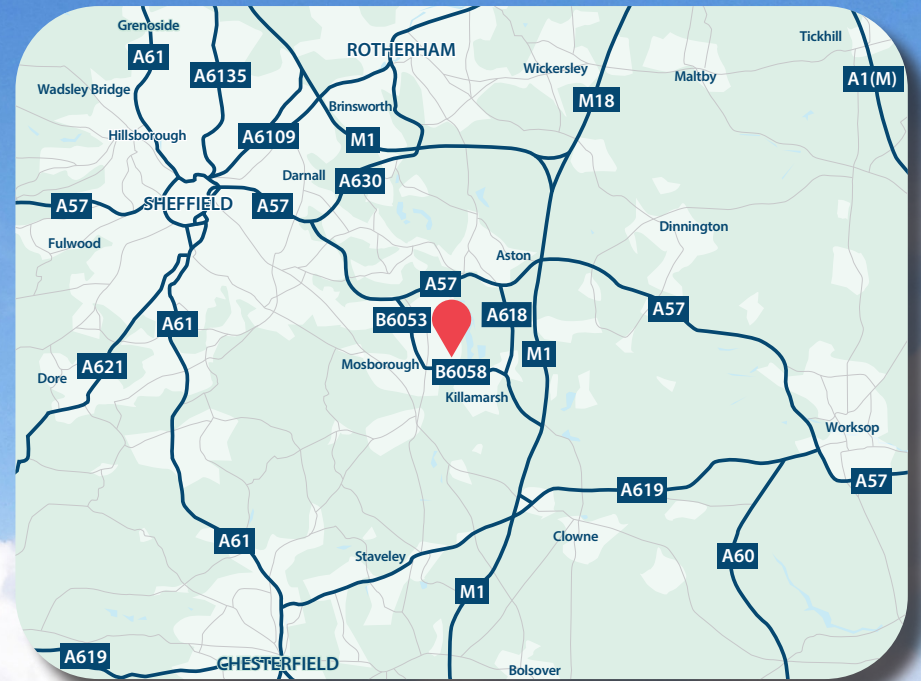 Grenoside
Tickhill
A61
ROTHERHAM
A6135
Wickersley
Maltby
A1(M)
Wadsley Bridge
M18
Brinsworth
Hillsborough
A6109
M1
Darnall
A630
A57
SHEFFIELD
A57
Fulwood
Dinnington
Aston
A57
A57
B6053
A618
A61
M1
Mosborough
A621
B6058
Dore
Killamarsh
Worksop
A57
A619
A61
Clowne
Staveley
A60
M1
A619
CHESTERFIELD
Bolsover